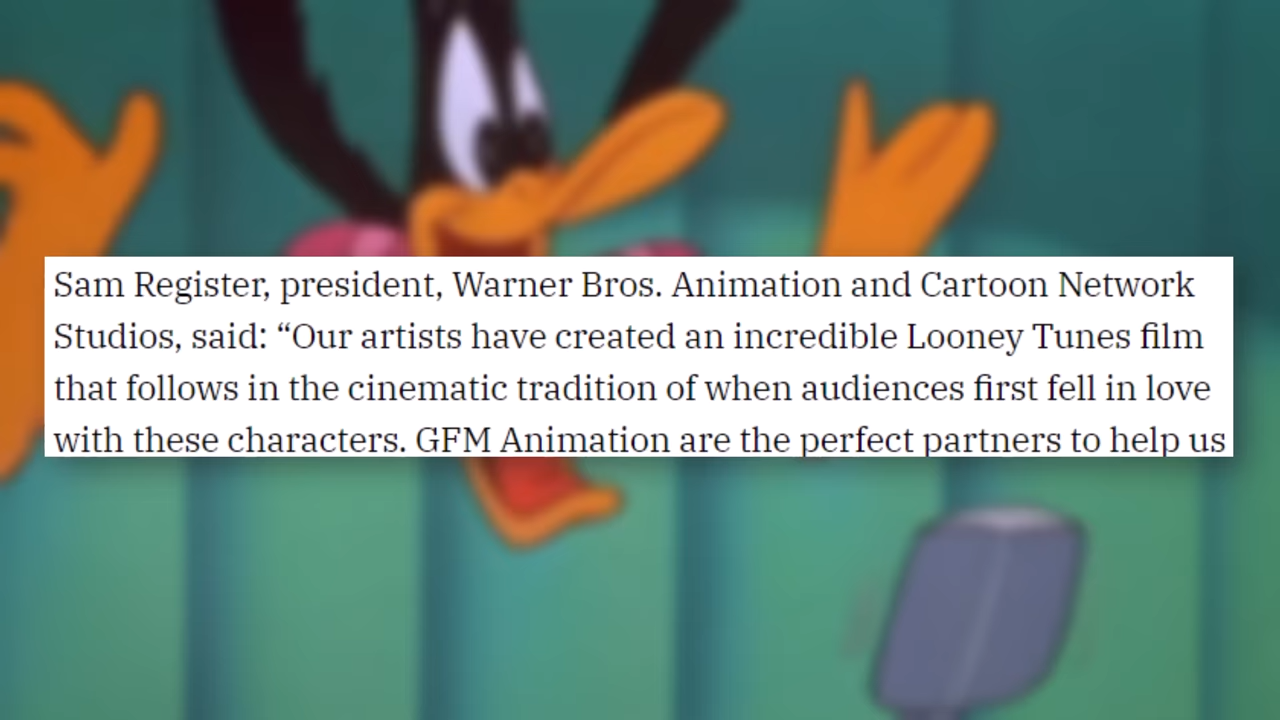 Sam Register, president, Warner Bros. Animation and Cartoon Network
Studios, said: “Our artists have created an incredible Looney Tunes film
that follows in the cinematic tradition of when audiences first fell in love
with these characters. GFM Animation are the perfect partners to help us